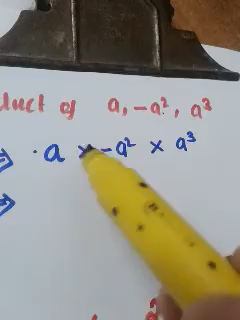 duct of a, -a², a³
⇒ · a × -a² × a³
⇒